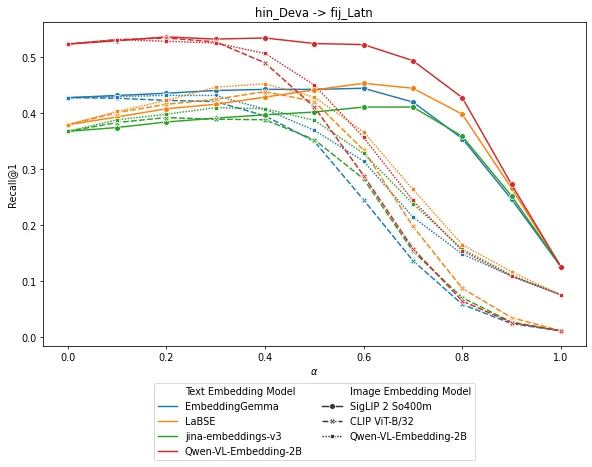 hin_Deva -> fij_Latn
Recall@1
0.5
0.4
0.3
0.2
0.1
0.0
0.0 0.2 0.4 0.6 0.8 1.0
α
Text Embedding Model Image Embedding Model
EmbeddingGemma SigLIP 2 So400m
LaBSE CLIP ViT-B/32
jina-embeddings-v3 Qwen-VL-Embedding-2B
Qwen-VL-Embedding-2B